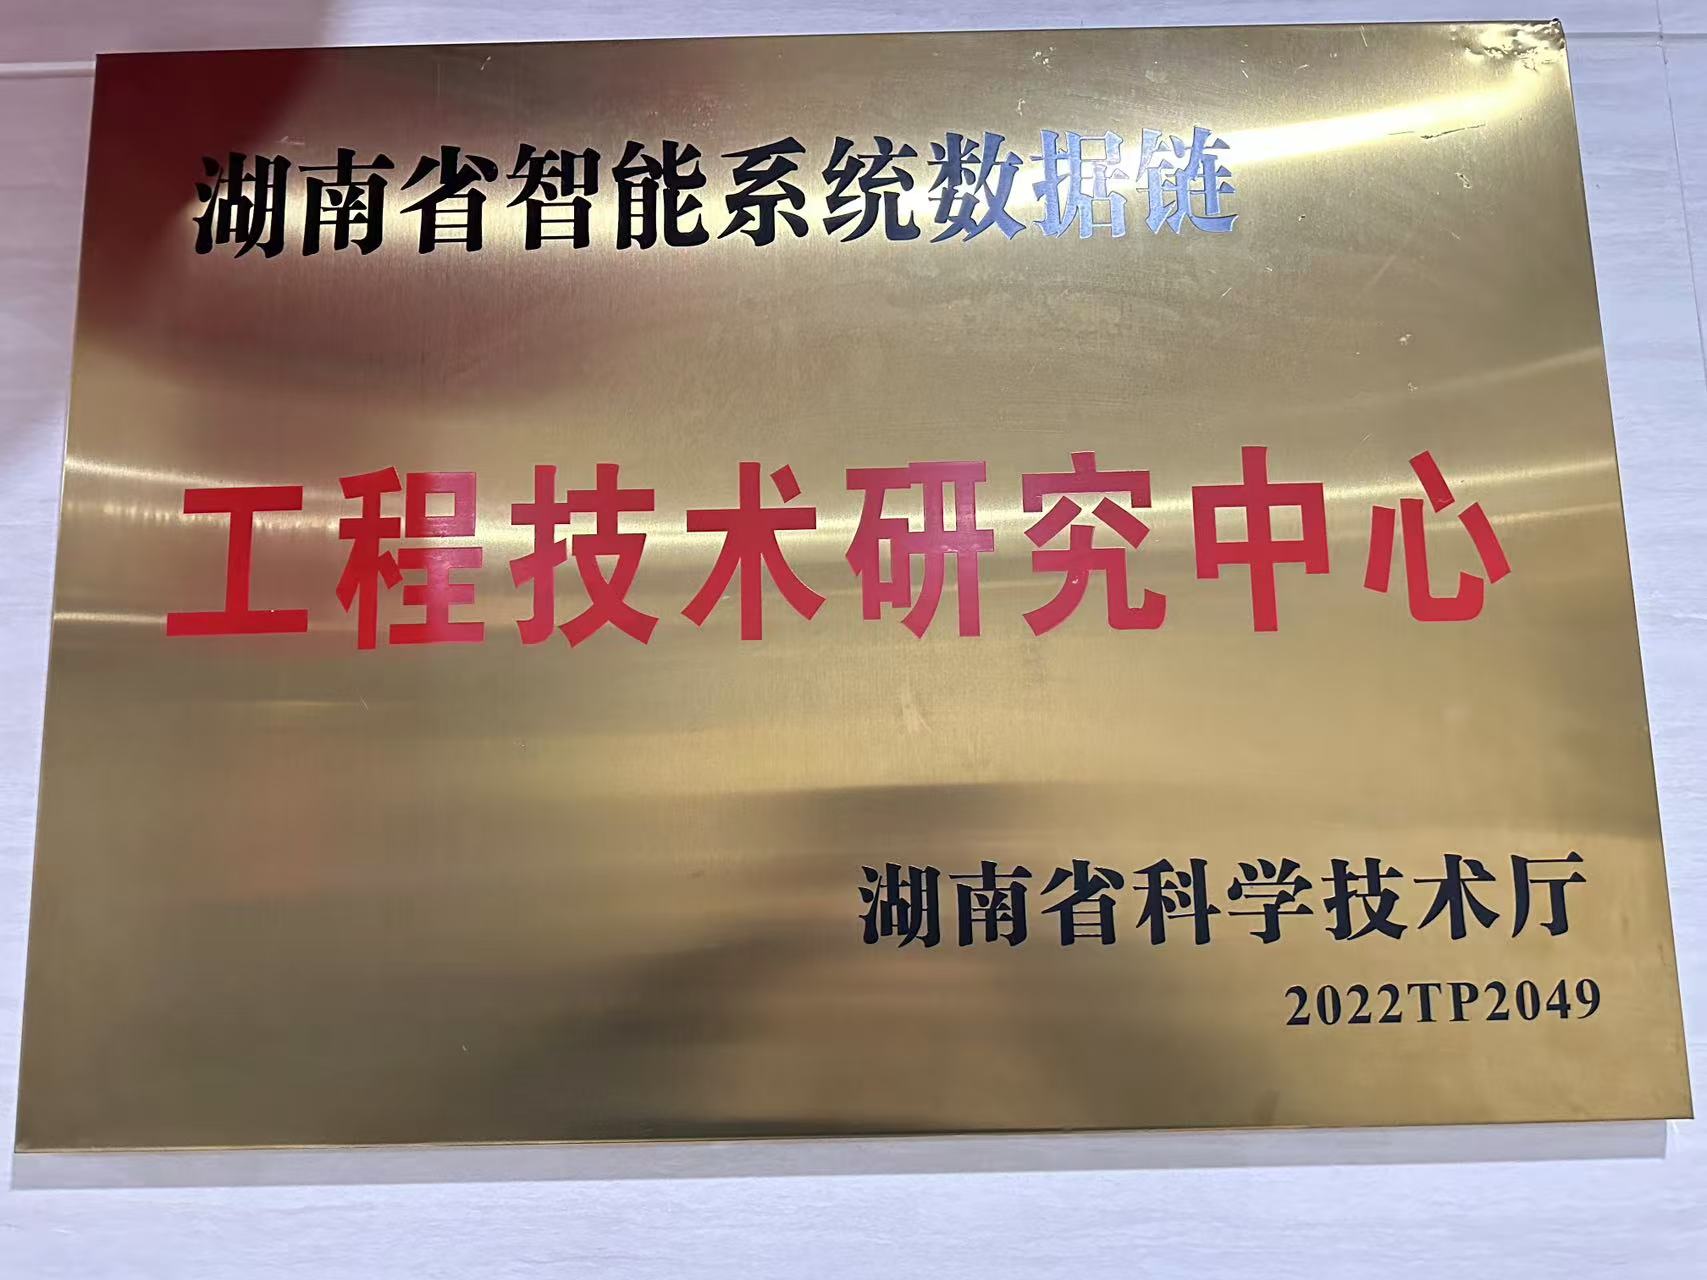 湖南省智能系统数据链
工程技术研究中心
湖南省科学技术厅
2022TP2049